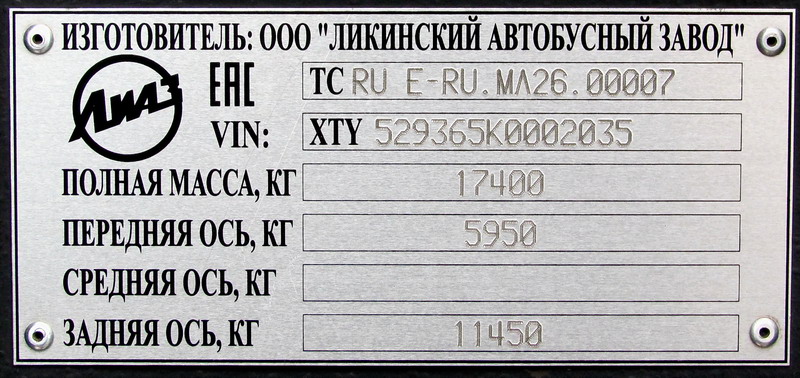 ИЗГОТОВИТЕЛЬ: ООО "ЛИКИНСКИЙ АВТОБУСНЫЙ ЗАВОД"
ЛиАЗ ЕАС ТС RU E-RU.МЛ26.00007
VIN: XTY 529365K0002035
ПОЛНАЯ МАССА, КГ 17400
ПЕРЕДНЯЯ ОСЬ, КГ 5950
СРЕДНЯЯ ОСЬ, КГ
ЗАДНЯЯ ОСЬ, КГ 11450